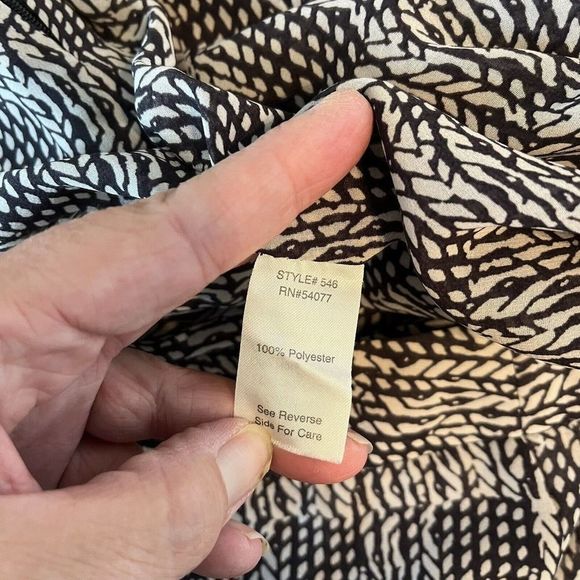 STYLE# 546
RN#54077
100% Polyester
See Reverse
Side For Care